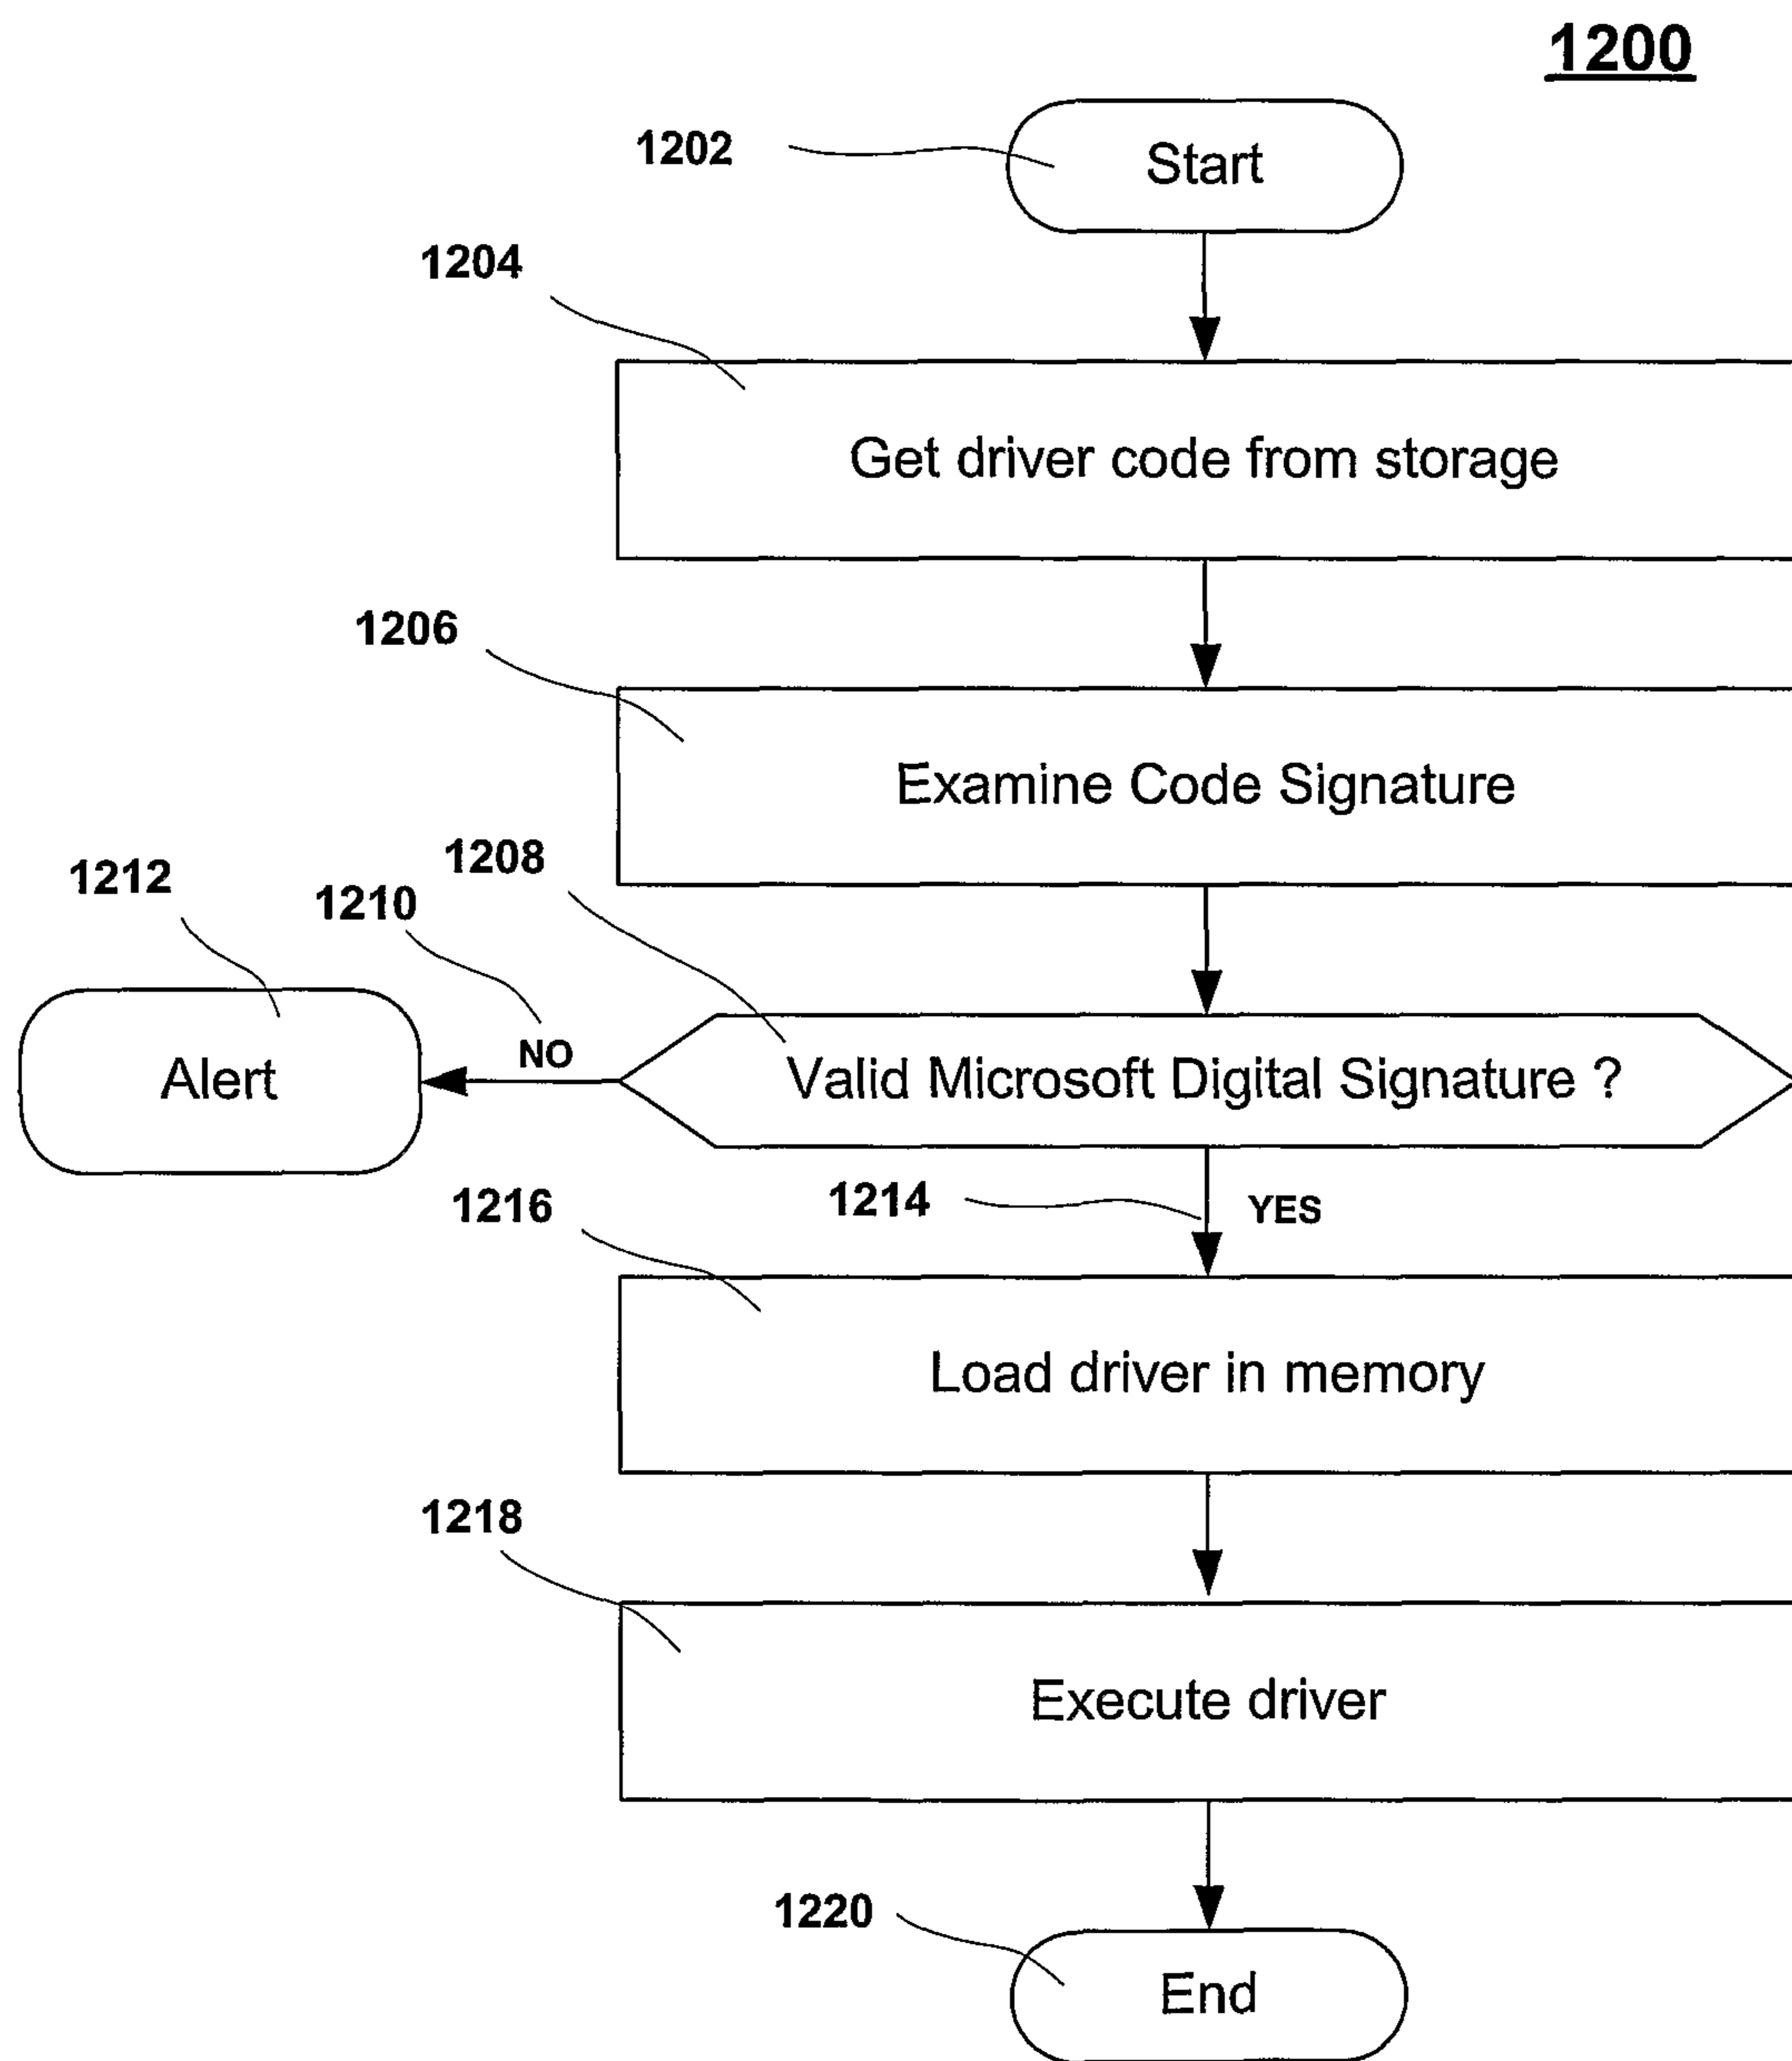 1200
1202
Start
1204
Get driver code from storage
1206
Examine Code Signature
1208
1212
1210
NO
Alert
Valid Microsoft Digital Signature ?
1216
1214
YES
Load driver in memory
1218
Execute driver
1220
End